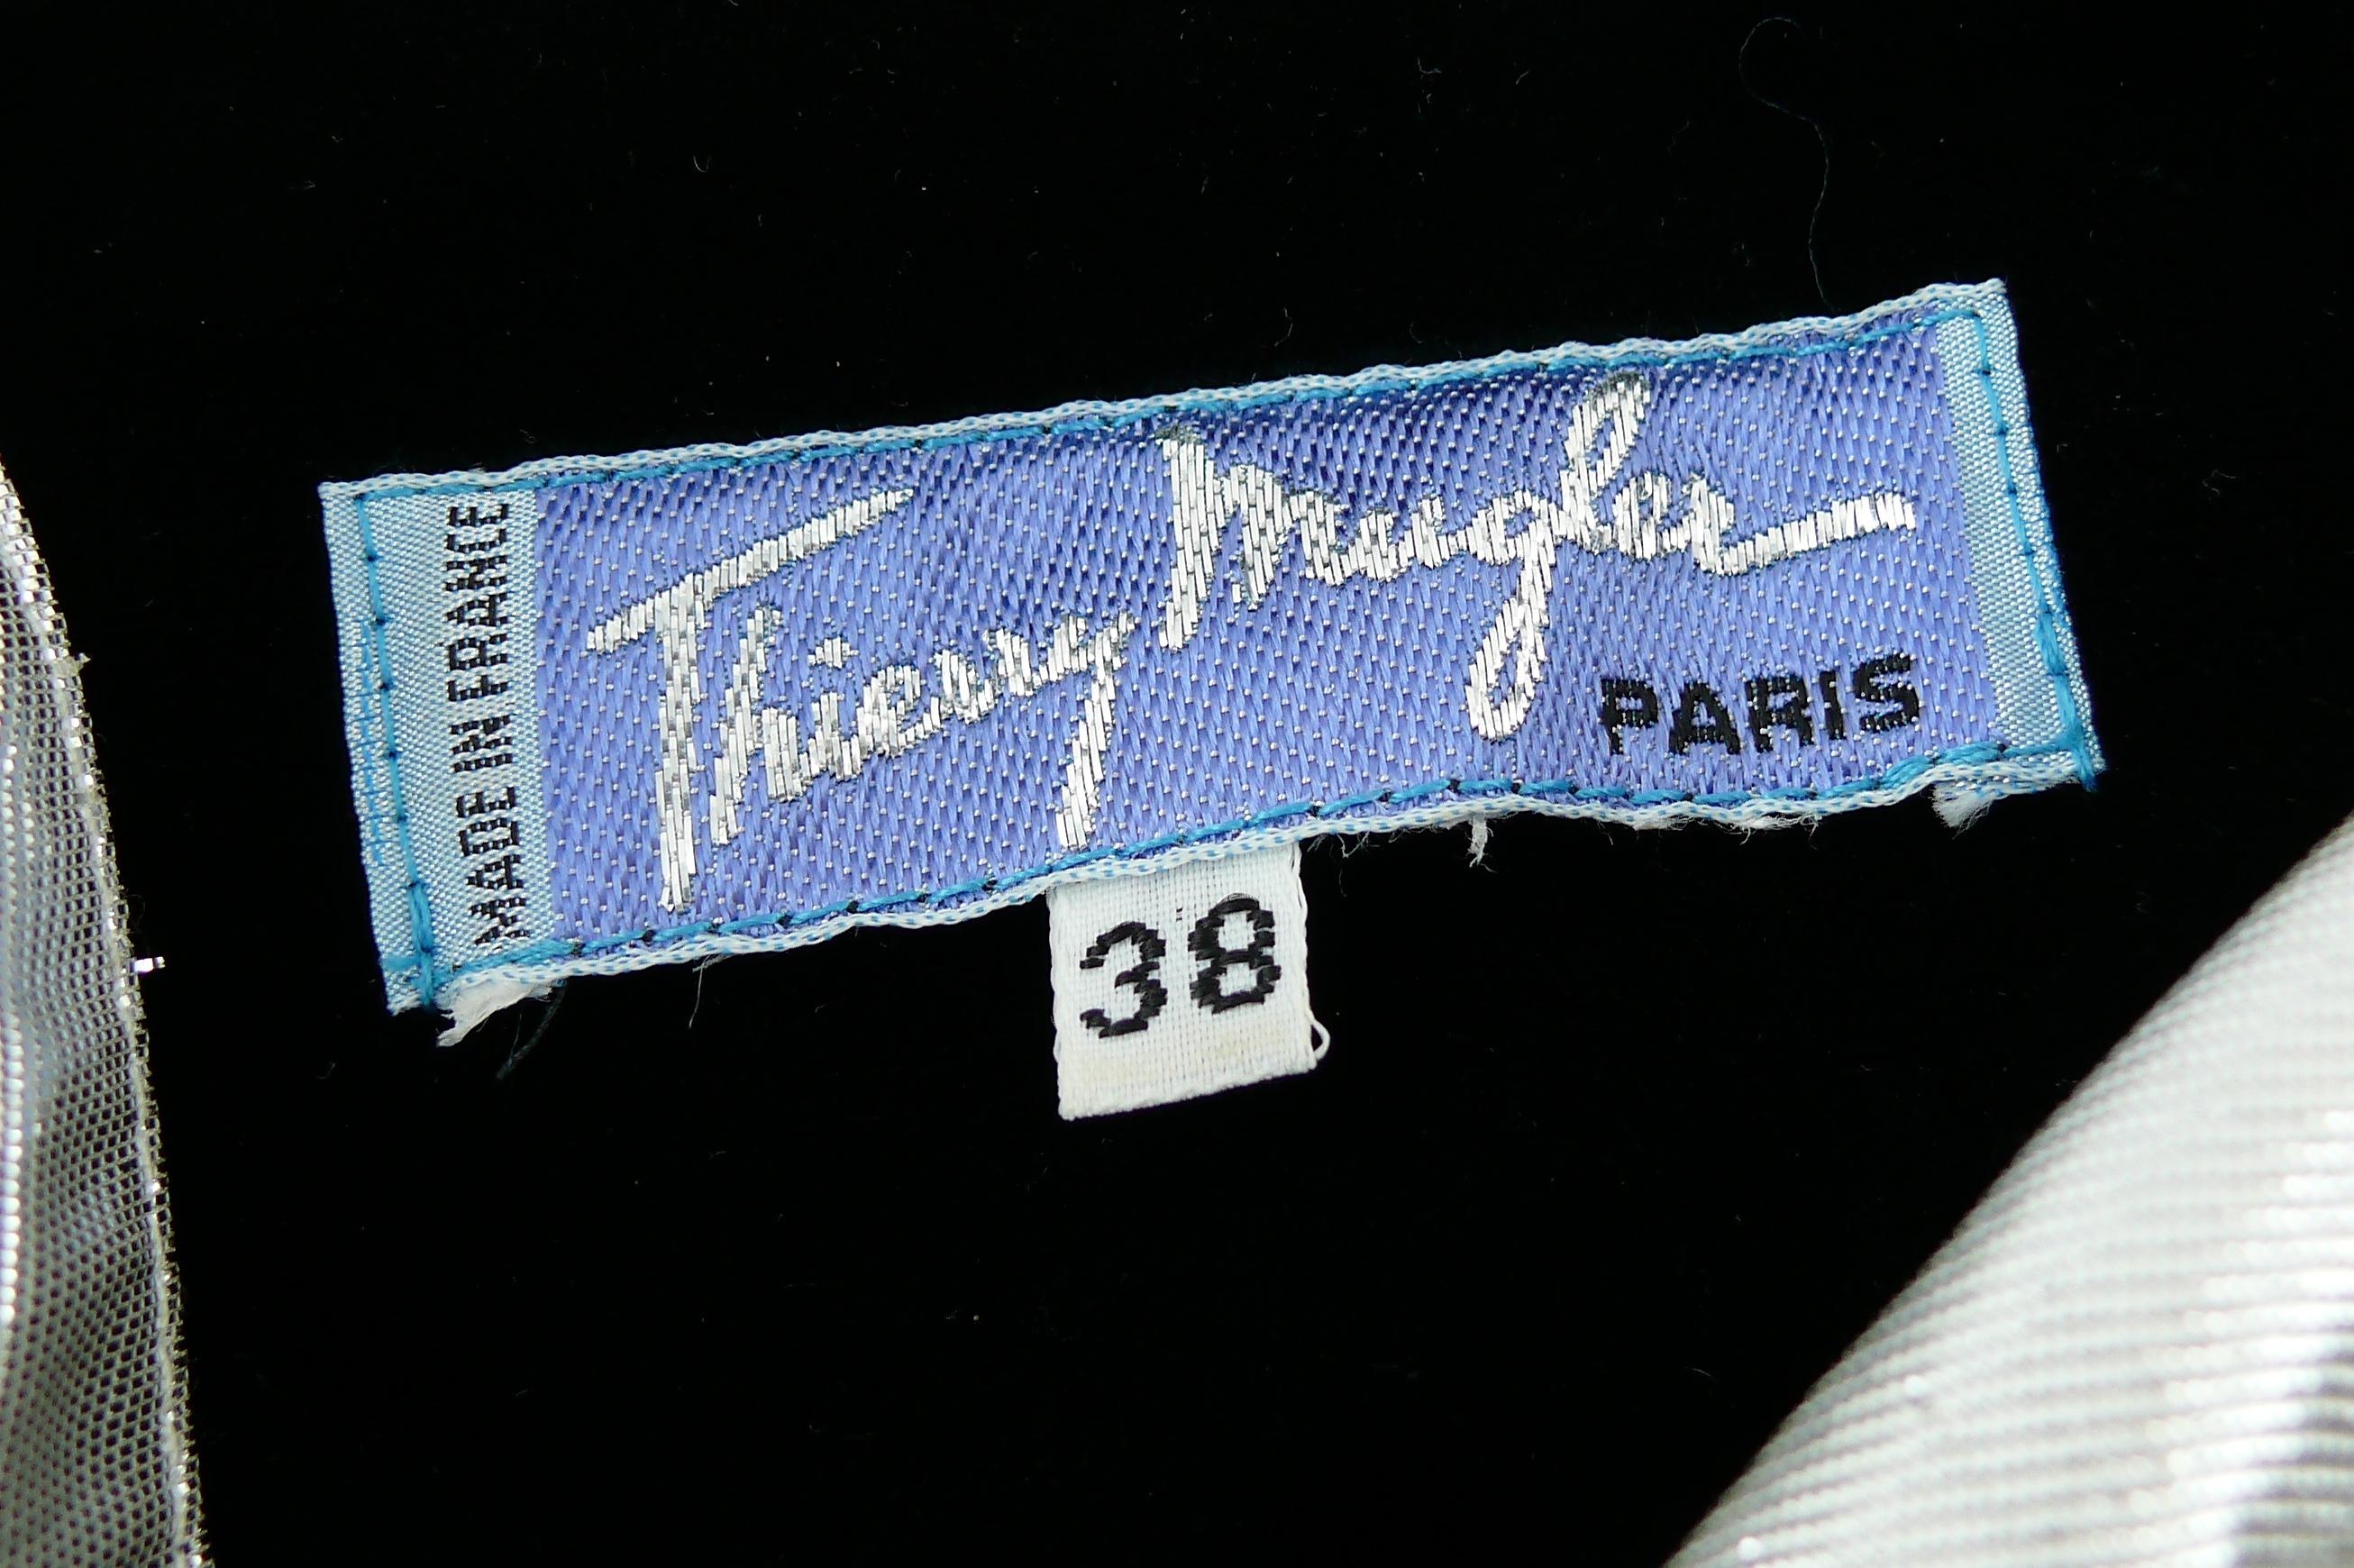 MADE IN FRANCE
Thierry Mugler
PARIS
38